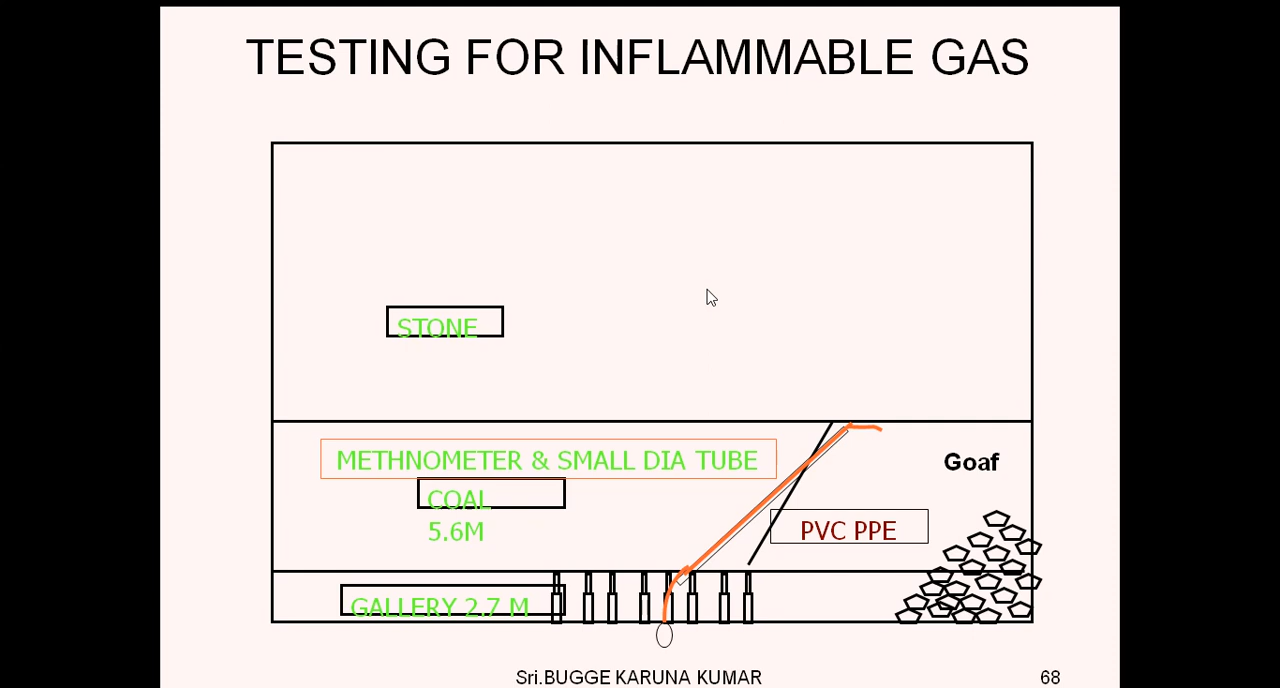 TESTING FOR INFLAMMABLE GAS
STONE
METHNOMETER & SMALL DIA TUBE
Goaf
COAL
5.6M
PVC PPE
GALLERY 2.7 M
Sri.BUGGE KARUNA KUMAR
68